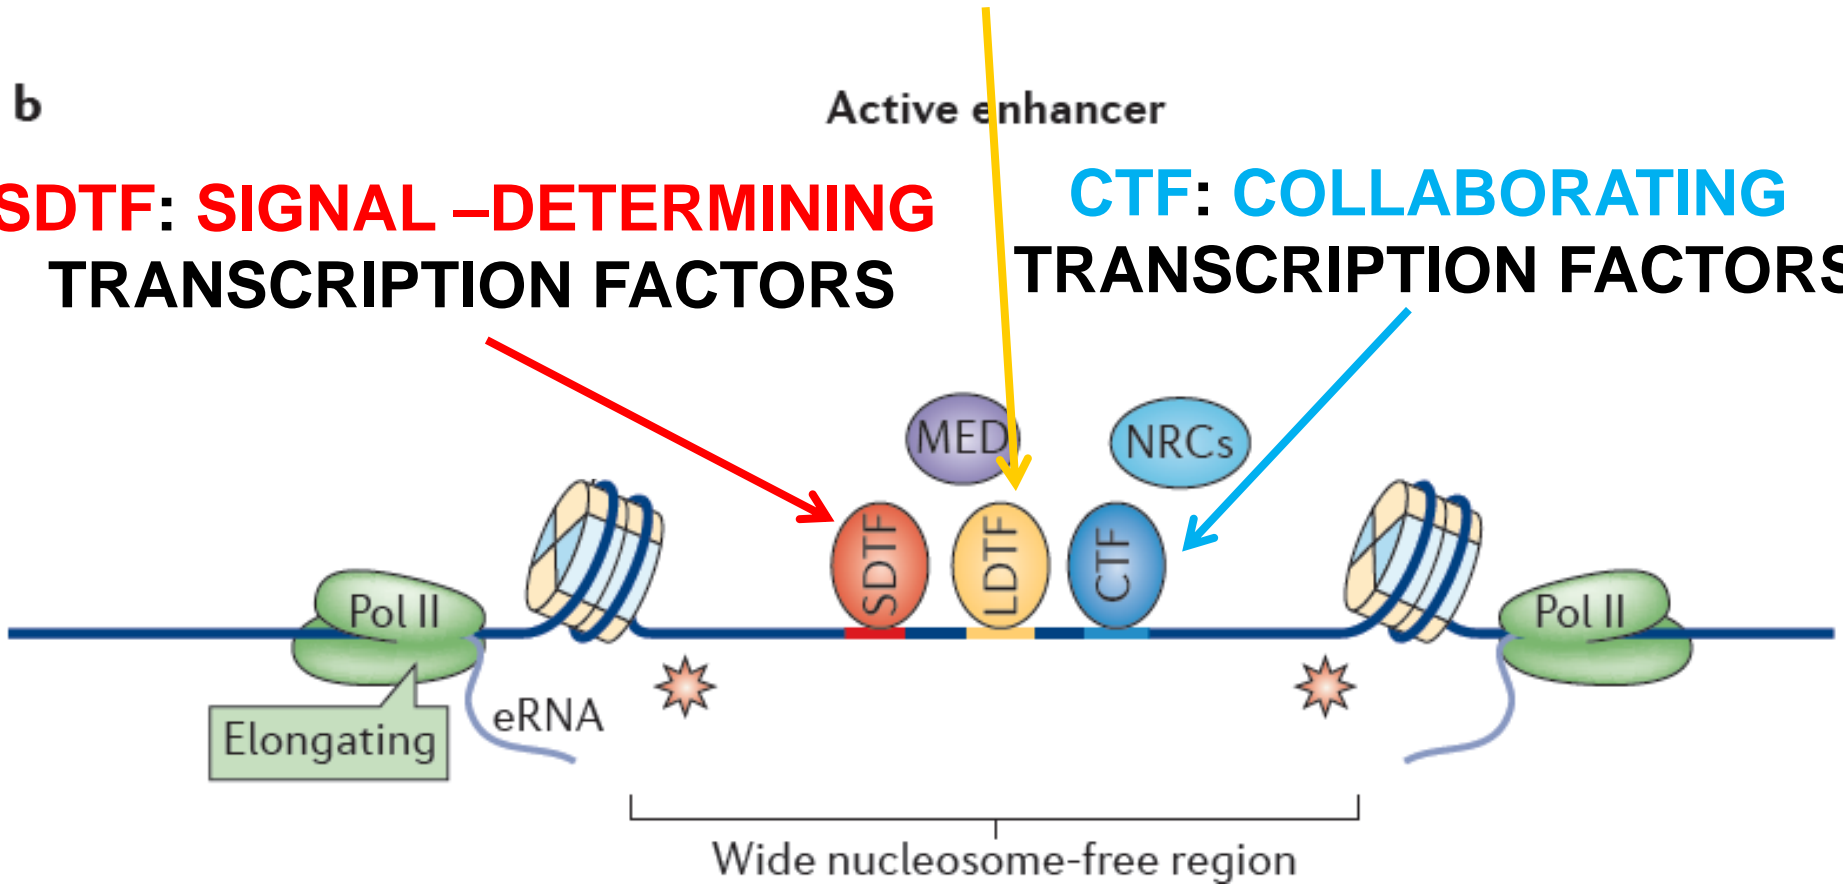 b
Active enhancer
SDTF: SIGNAL –DETERMINING
TRANSCRIPTION FACTORS
CTF: COLLABORATING
TRANSCRIPTION FACTORS
MED
NRCs
SDTF
LDTF
CTF
Pol II
Pol II
Elongating
eRNA
Wide nucleosome-free region